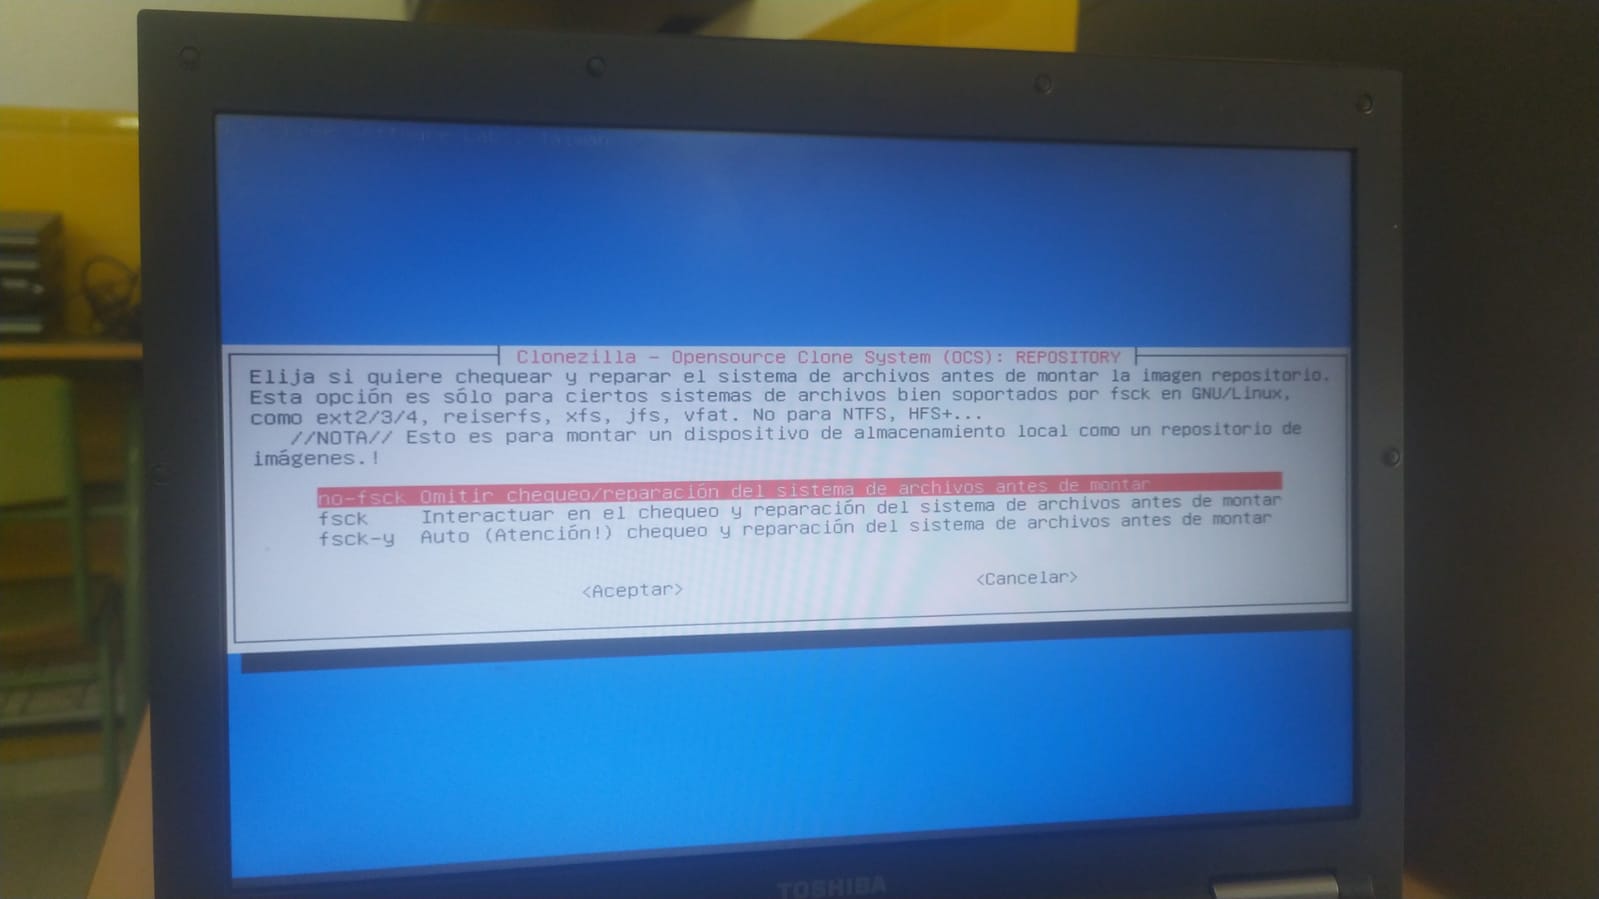 Clonezilla - Opensource Clone System (OCS): REPOSITORY
Elija si quiere chequear y reparar el sistema de archivos antes de montar la imagen repositorio.
Esta opción es sólo para ciertos sistemas de archivos bien soportados por fsck en GNU/Linux,
como ext2/3/4, reiserfs, xfs, jfs, vfat. No para NTFS, HFS+...
//NOTA// Esto es para montar un dispositivo de almacenamiento local como un repositorio de
imágenes.!
no-fsck Omitir chequeo/reparación del sistema de archivos antes de montar
fsck Interactuar en el chequeo y reparación del sistema de archivos antes de montar
fsck-y Auto (Atención!) chequeo y reparación del sistema de archivos antes de montar
<Aceptar> <Cancelar>
TOSHIBA